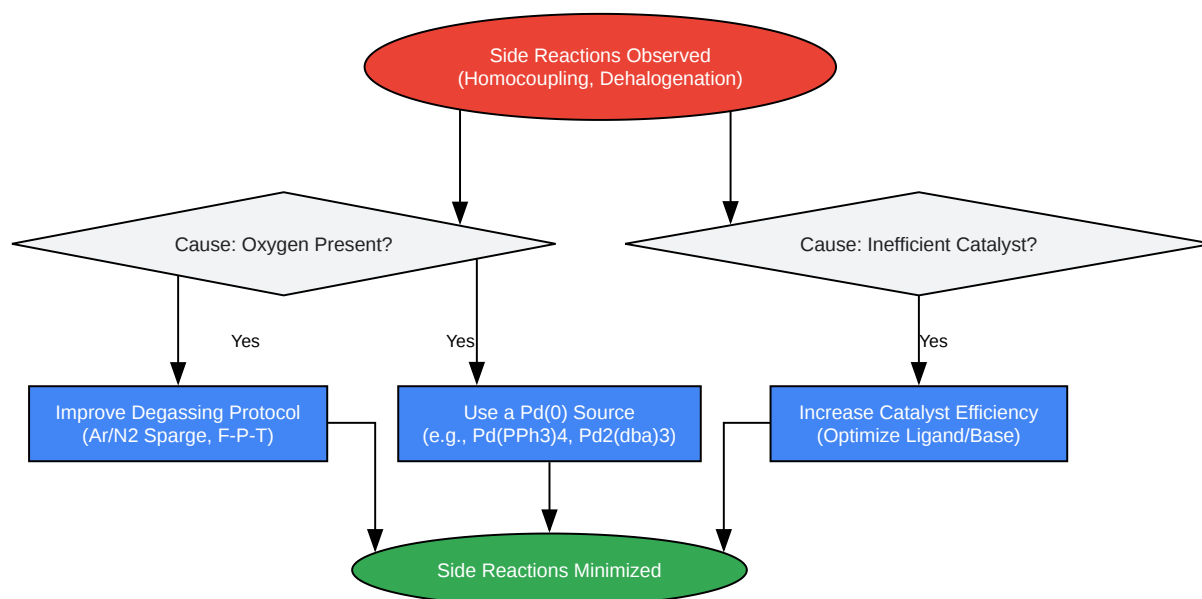 Side Reactions Observed
(Homocoupling, Dehalogenation)
Cause: Oxygen Present?
Cause: Inefficient Catalyst?
Yes
Yes
Yes
Improve Degassing Protocol
(Ar/N2 Sparge, F-P-T)
Use a Pd(0) Source
(e.g., Pd(PPh3)4, Pd2(dba)3)
Increase Catalyst Efficiency
(Optimize Ligand/Base)
Side Reactions Minimized